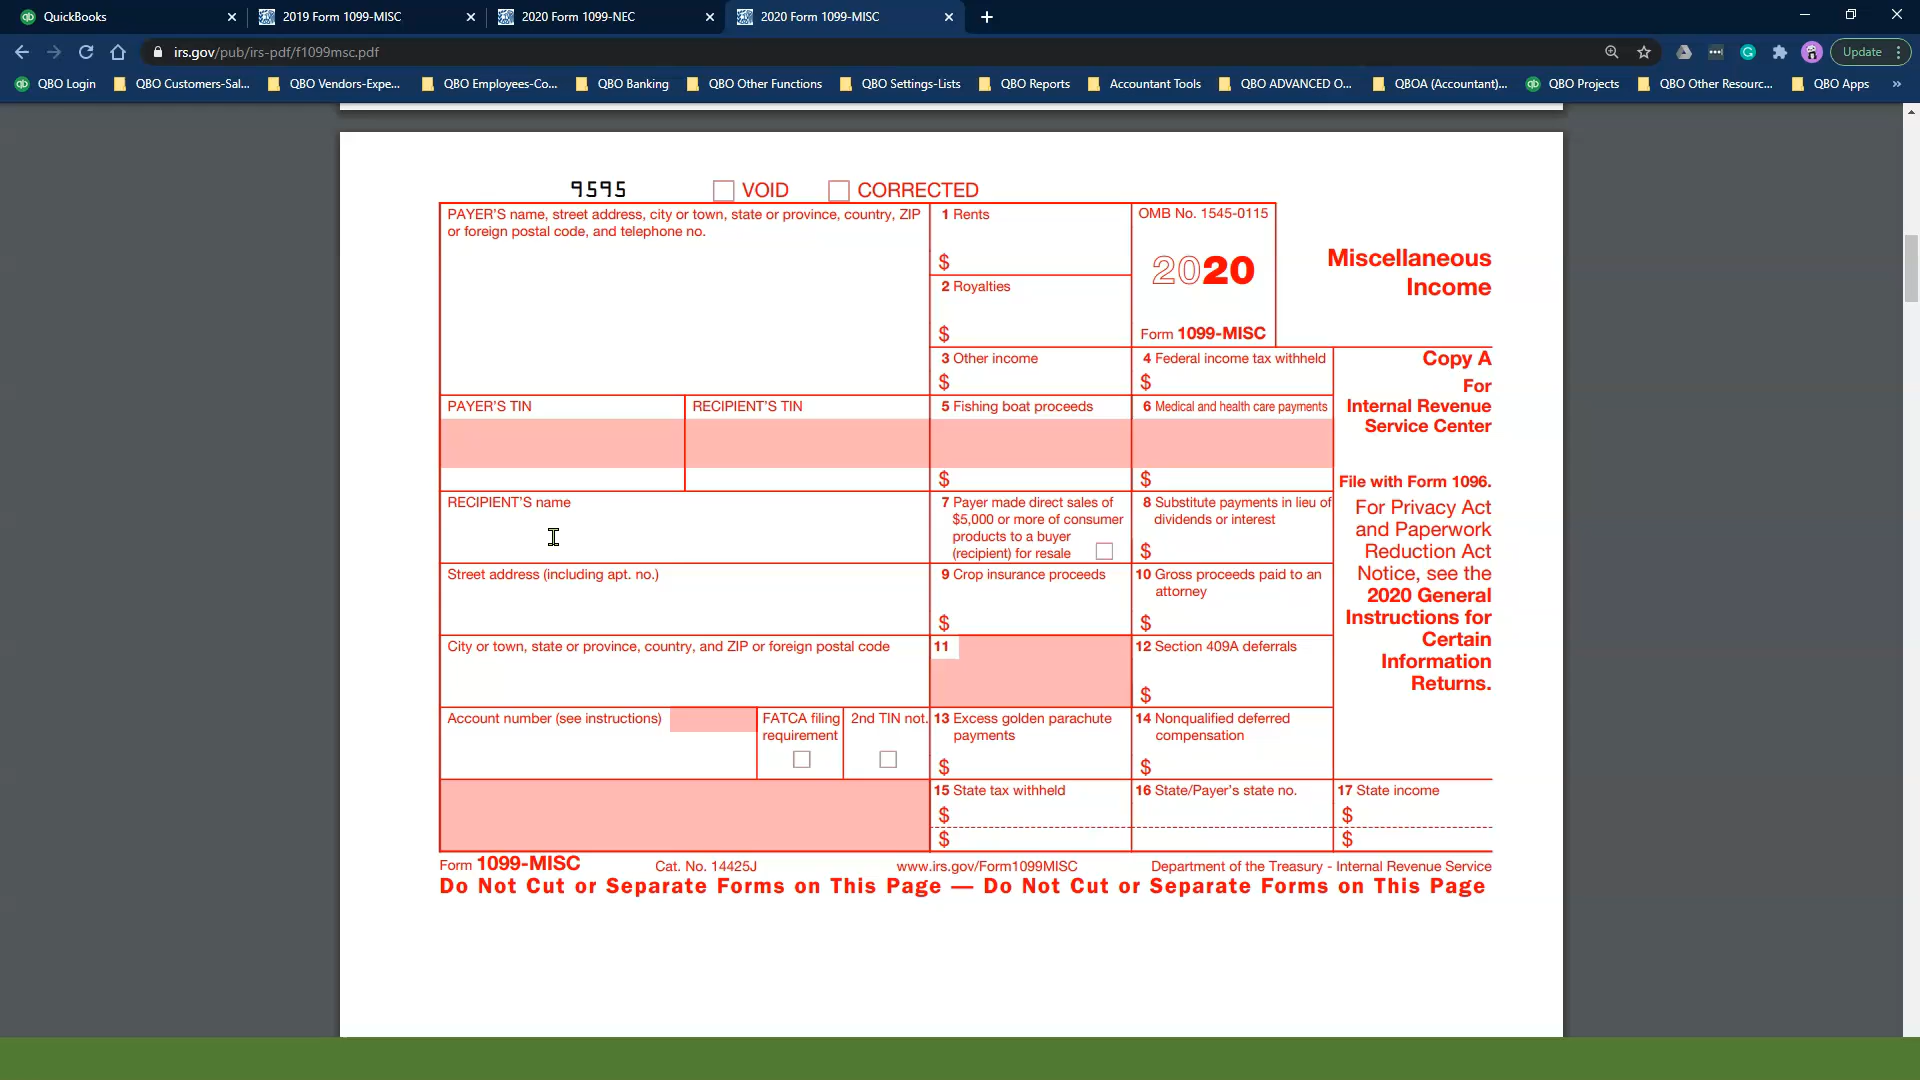 QuickBooks
2019 Form 1099-MISC
2020 Form 1099-NEC
2020 Form 1099-MISC
irs.gov/pub/irs-pdf/f1099msc.pdf
Update
QBO Login
QBO Customers-Sal...
QBO Vendors-Expe...
QBO Employees-Co...
QBO Banking
QBO Other Functions
QBO Settings-Lists
QBO Reports
Accountant Tools
QBO ADVANCED O...
QBOA (Accountant)...
QBO Projects
QBO Other Resourc...
QBO Apps
»
9595
VOID
CORRECTED
PAYER'S name, street address, city or town, state or province, country, ZIP
or foreign postal code, and telephone no.
1 Rents
$
2 Royalties
$
OMB No. 1545-0115
2020
Form 1099-MISC
Miscellaneous
Income
3 Other income
$
4 Federal income tax withheld
$
Copy A
For
Internal Revenue
Service Center
PAYER'S TIN
RECIPIENT'S TIN
5 Fishing boat proceeds
$
6 Medical and health care payments
$
File with Form 1096.
For Privacy Act
and Paperwork
Reduction Act
Notice, see the
2020 General
Instructions for
Certain
Information
Returns.
RECIPIENT'S name
7 Payer made direct sales of
$5,000 or more of consumer
products to a buyer
(recipient) for resale
8 Substitute payments in lieu of
dividends or interest
$
Street address (including apt. no.)
9 Crop insurance proceeds
$
10 Gross proceeds paid to an
attorney
$
City or town, state or province, country, and ZIP or foreign postal code
11
12 Section 409A deferrals
$
Account number (see instructions)
FATCA filing
requirement
2nd TIN not.
13 Excess golden parachute
payments
$
14 Nonqualified deferred
compensation
$
15 State tax withheld
$
$
16 State/Payer's state no.
17 State income
$
$
Form 1099-MISC
Cat. No. 14425J
www.irs.gov/Form1099MISC
Department of the Treasury - Internal Revenue Service
Do Not Cut or Separate Forms on This Page — Do Not Cut or Separate Forms on This Page